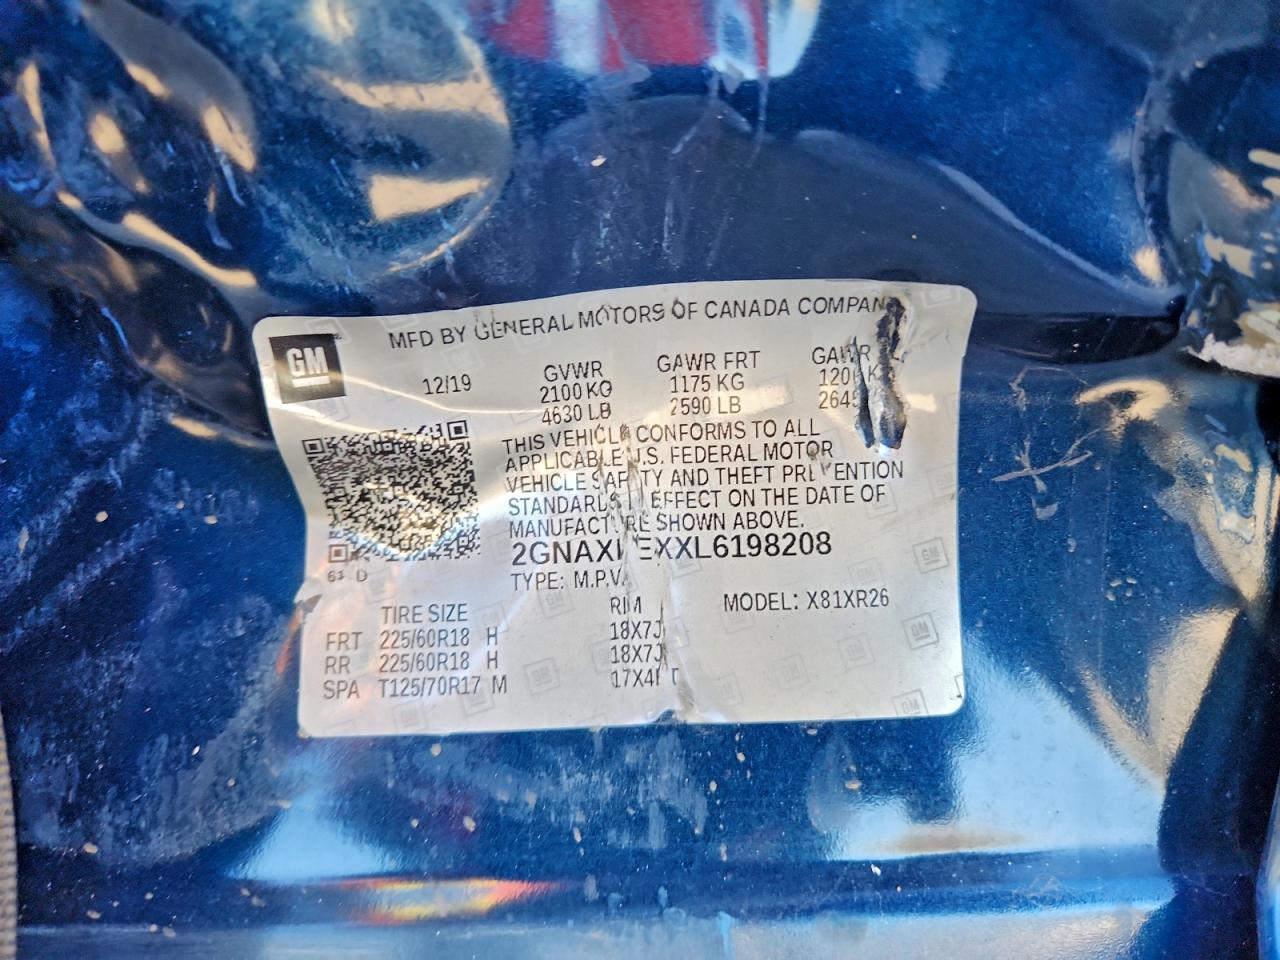 MFD BY GENERAL MOTORS OF CANADA COMPAN
GM
12/19
GVWR GAWR FRT GAWR
2100 KG 1175 KG
4630 LB 2590 LB
THIS VEHICLE CONFORMS TO ALL
APPLICABLE U.S. FEDERAL MOTOR
VEHICLE SAFETY AND THEFT PREVENTION
STANDARDS EFFECT ON THE DATE OF
MANUFACTURE SHOWN ABOVE.
EXXL6198208
61 D
TYPE: M.P.V.
MODEL: X81XR26
TIRE SIZE RIM
FRT 225/60R18 H 18X7J
RR 225/60R18 H 18X7J
SPA T125/70R17 M